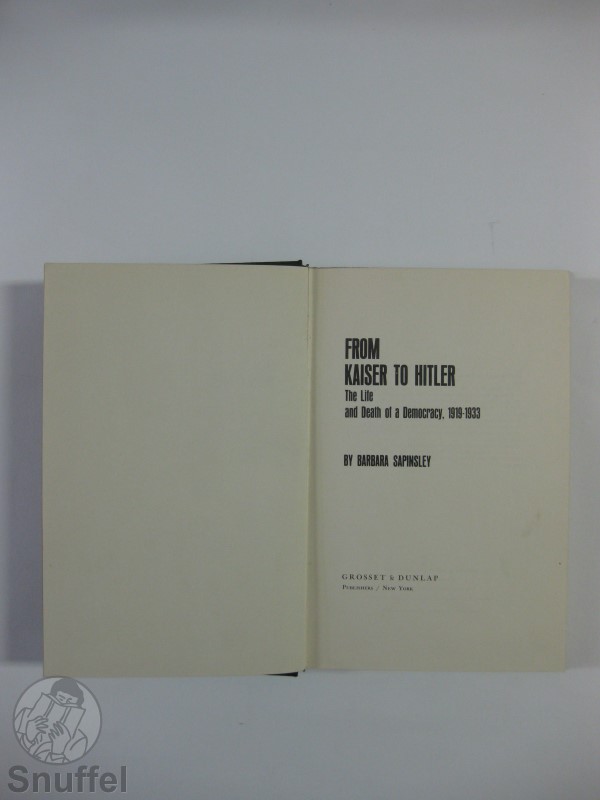 FROM
KAISER TO HITLER
The Life
and Death of a Democracy, 1919-1933
BY BARBARA SAPINSLEY
GROSSET & DUNLAP
PUBLISHERS / NEW YORK
Snuffel